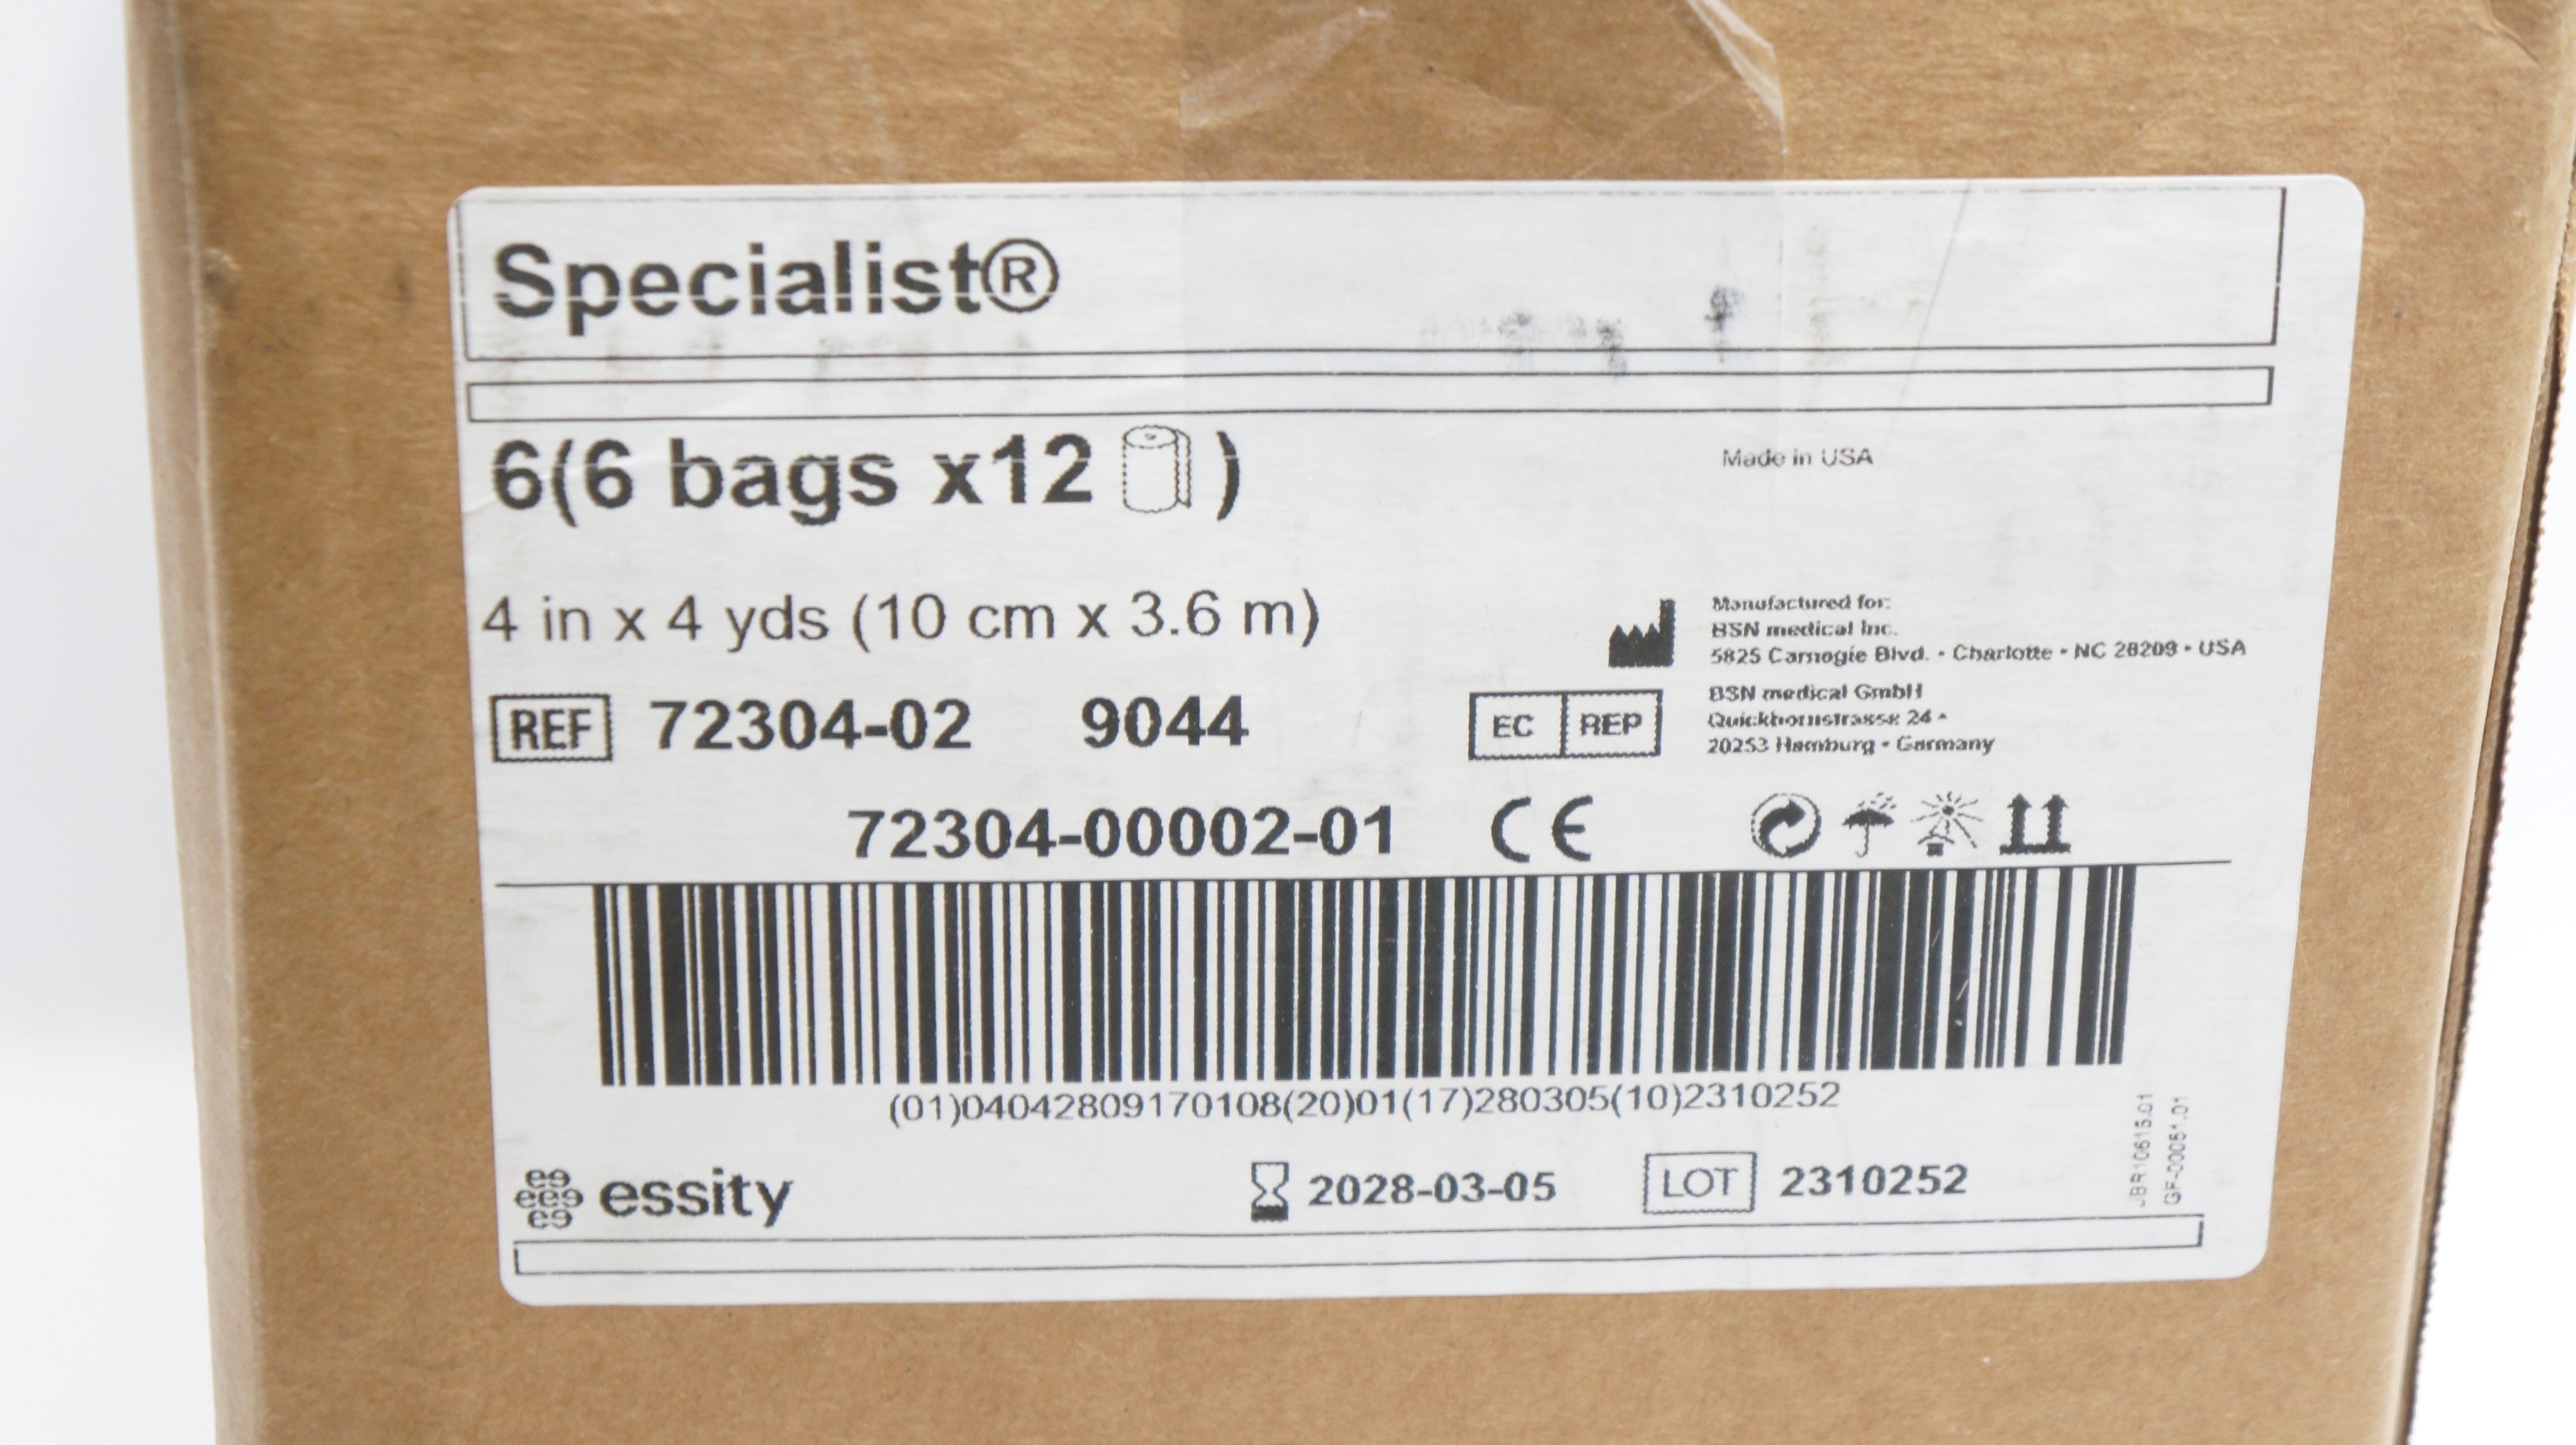 Specialist®
6(6 bags x12 )
Made in USA
4 in x 4 yds (10 cm x 3.6 m)
Manufactured for:
BSN medical Inc.
5825 Carnegie Blvd. • Charlotte • NC 28209 • USA
REF 72304-02 9044
EC REP
BSN medical GmbH
Quickbornstrasse 24 •
20253 Hamburg • Germany
72304-00002-01 CE
(01)04042809170108(20)01(17)280305(10)2310252
essity
2028-03-05
LOT 2310252
GF-00051.01